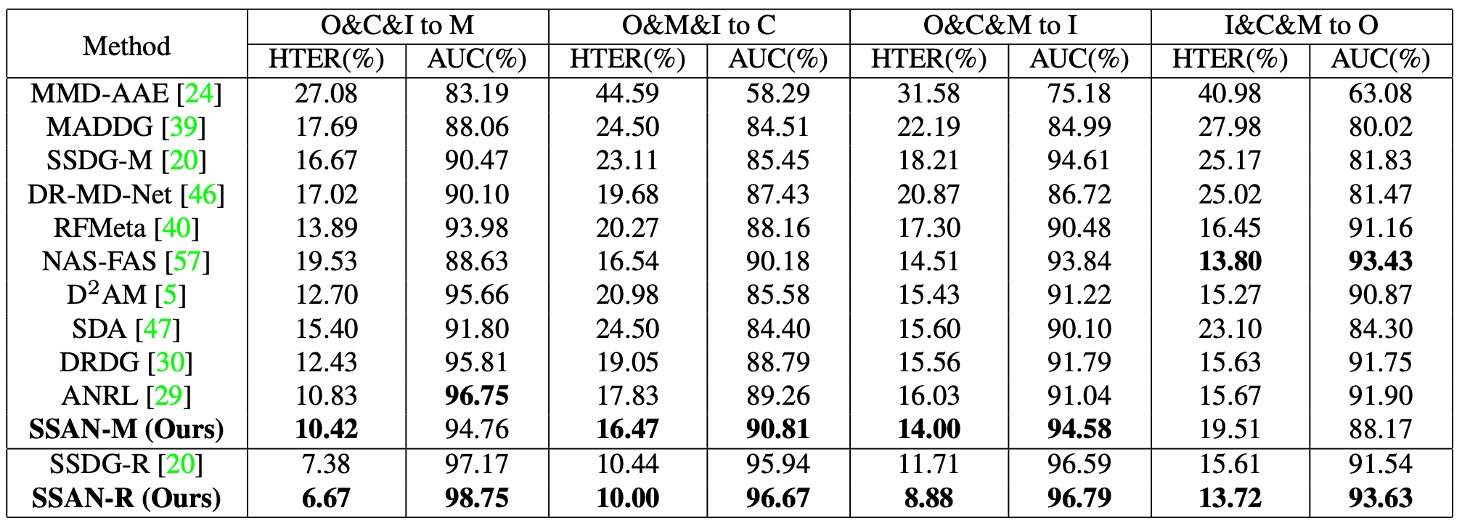 Method O&C&I to M O&M&I to C O&C&M to I I&C&M to O
HTER(%) AUC(%) HTER(%) AUC(%) HTER(%) AUC(%) HTER(%) AUC(%)
MMD-AAE [24] 27.08 83.19 44.59 58.29 31.58 75.18 40.98 63.08
MADDG [39] 17.69 88.06 24.50 84.51 22.19 84.99 27.98 80.02
SSDG-M [20] 16.67 90.47 23.11 85.45 18.21 94.61 25.17 81.83
DR-MD-Net [46] 17.02 90.10 19.68 87.43 20.87 86.72 25.02 81.47
RFMeta [40] 13.89 93.98 20.27 88.16 17.30 90.48 16.45 91.16
NAS-FAS [57] 19.53 88.63 16.54 90.18 14.51 93.84 13.80 93.43
D²AM [5] 12.70 95.66 20.98 85.58 15.43 91.22 15.27 90.87
SDA [47] 15.40 91.80 24.50 84.40 15.60 90.10 23.10 84.30
DRDG [30] 12.43 95.81 19.05 88.79 15.56 91.79 15.63 91.75
ANRL [29] 10.83 96.75 17.83 89.26 16.03 91.04 15.67 91.90
SSAN-M (Ours) 10.42 94.76 16.47 90.81 14.00 94.58 19.51 88.17
SSDG-R [20] 7.38 97.17 10.44 95.94 11.71 96.59 15.61 91.54
SSAN-R (Ours) 6.67 98.75 10.00 96.67 8.88 96.79 13.72 93.63